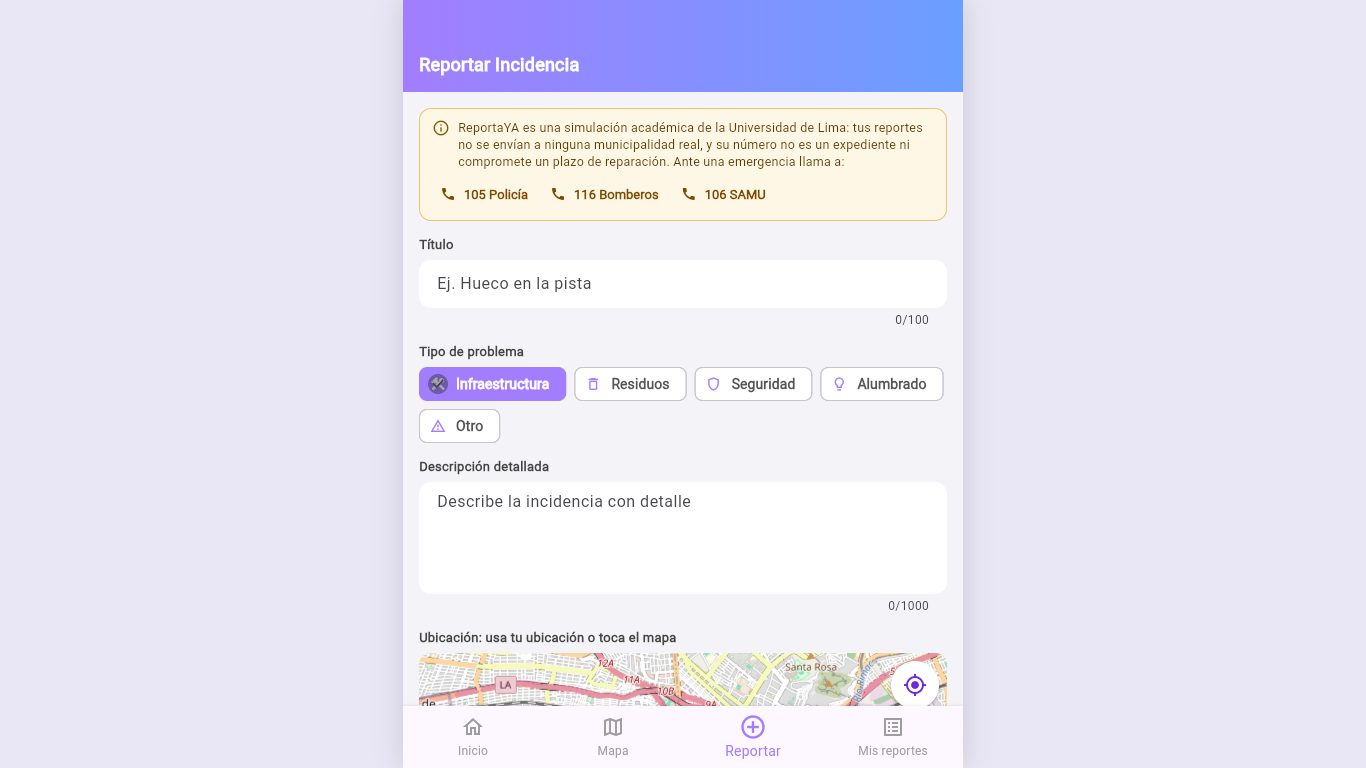 Reportar Incidencia
ReportaYA es una simulación académica de la Universidad de Lima: tus reportes
no se envían a ninguna municipalidad real, y su número no es un expediente ni
compromete un plazo de reparación. Ante una emergencia llama a:
105 Policía 116 Bomberos 106 SAMU
Título
Ej. Hueco en la pista
0/100
Tipo de problema
Infraestructura Residuos Seguridad Alumbrado
Otro
Descripción detallada
Describe la incidencia con detalle
0/1000
Ubicación: usa tu ubicación o toca el mapa
12A
Santa Rosa
11A
LA
10B
9A
de
Inicio Mapa Reportar Mis reportes